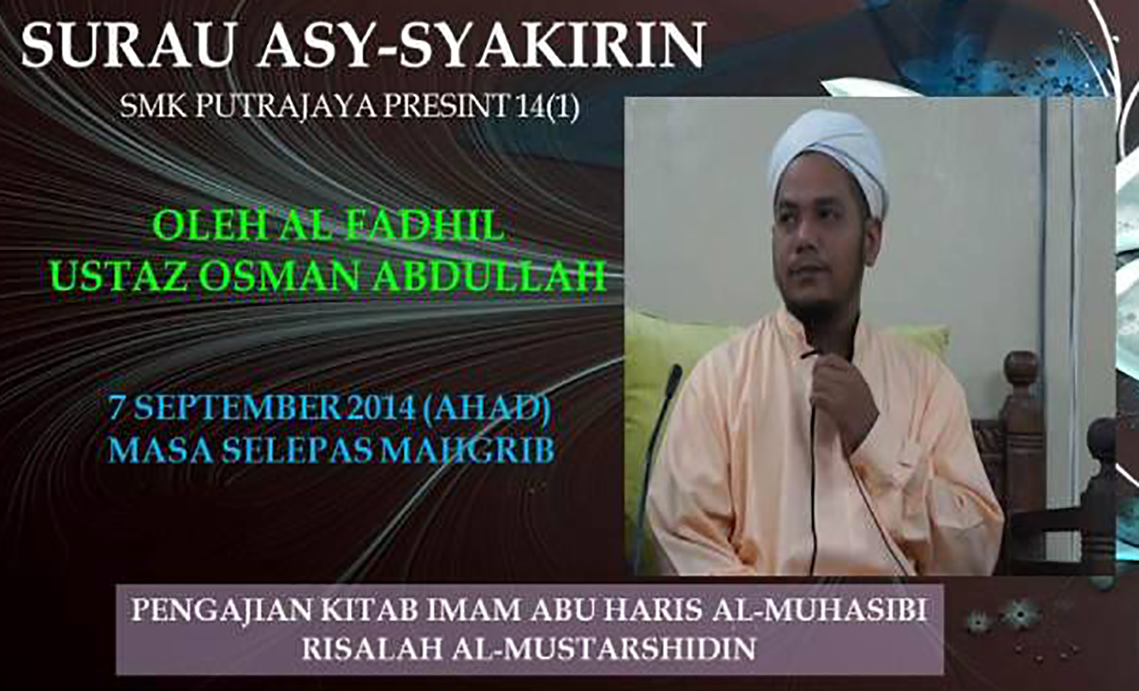 SURAU ASY-SYAKIRIN
SMK PUTRAJAYA PRESINT 14(1)
OLEH AL FADHIL
USTAZ OSMAN ABDULLAH
7 SEPTEMBER 2014 (AHAD)
MASA SELEPAS MAHGRIB
PENGAJIAN KITAB IMAM ABU HARIS AL-MUHASIBI
RISALAH AL-MUSTARSHIDIN